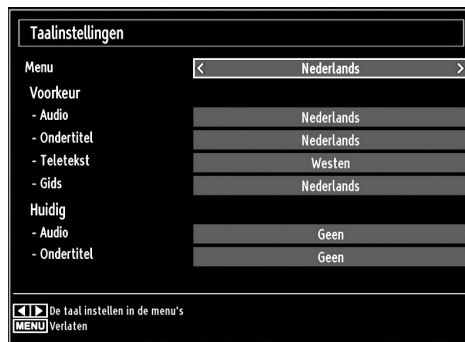 Taalinstellingen
Menu < Nederlands >
Voorkeur
- Audio Nederlands
- Ondertitel Nederlands
- Teletekst Westen
- Gids Nederlands
Huidig
- Audio Geen
- Ondertitel Geen
De taal instellen in de menu's
MENU Verlaten